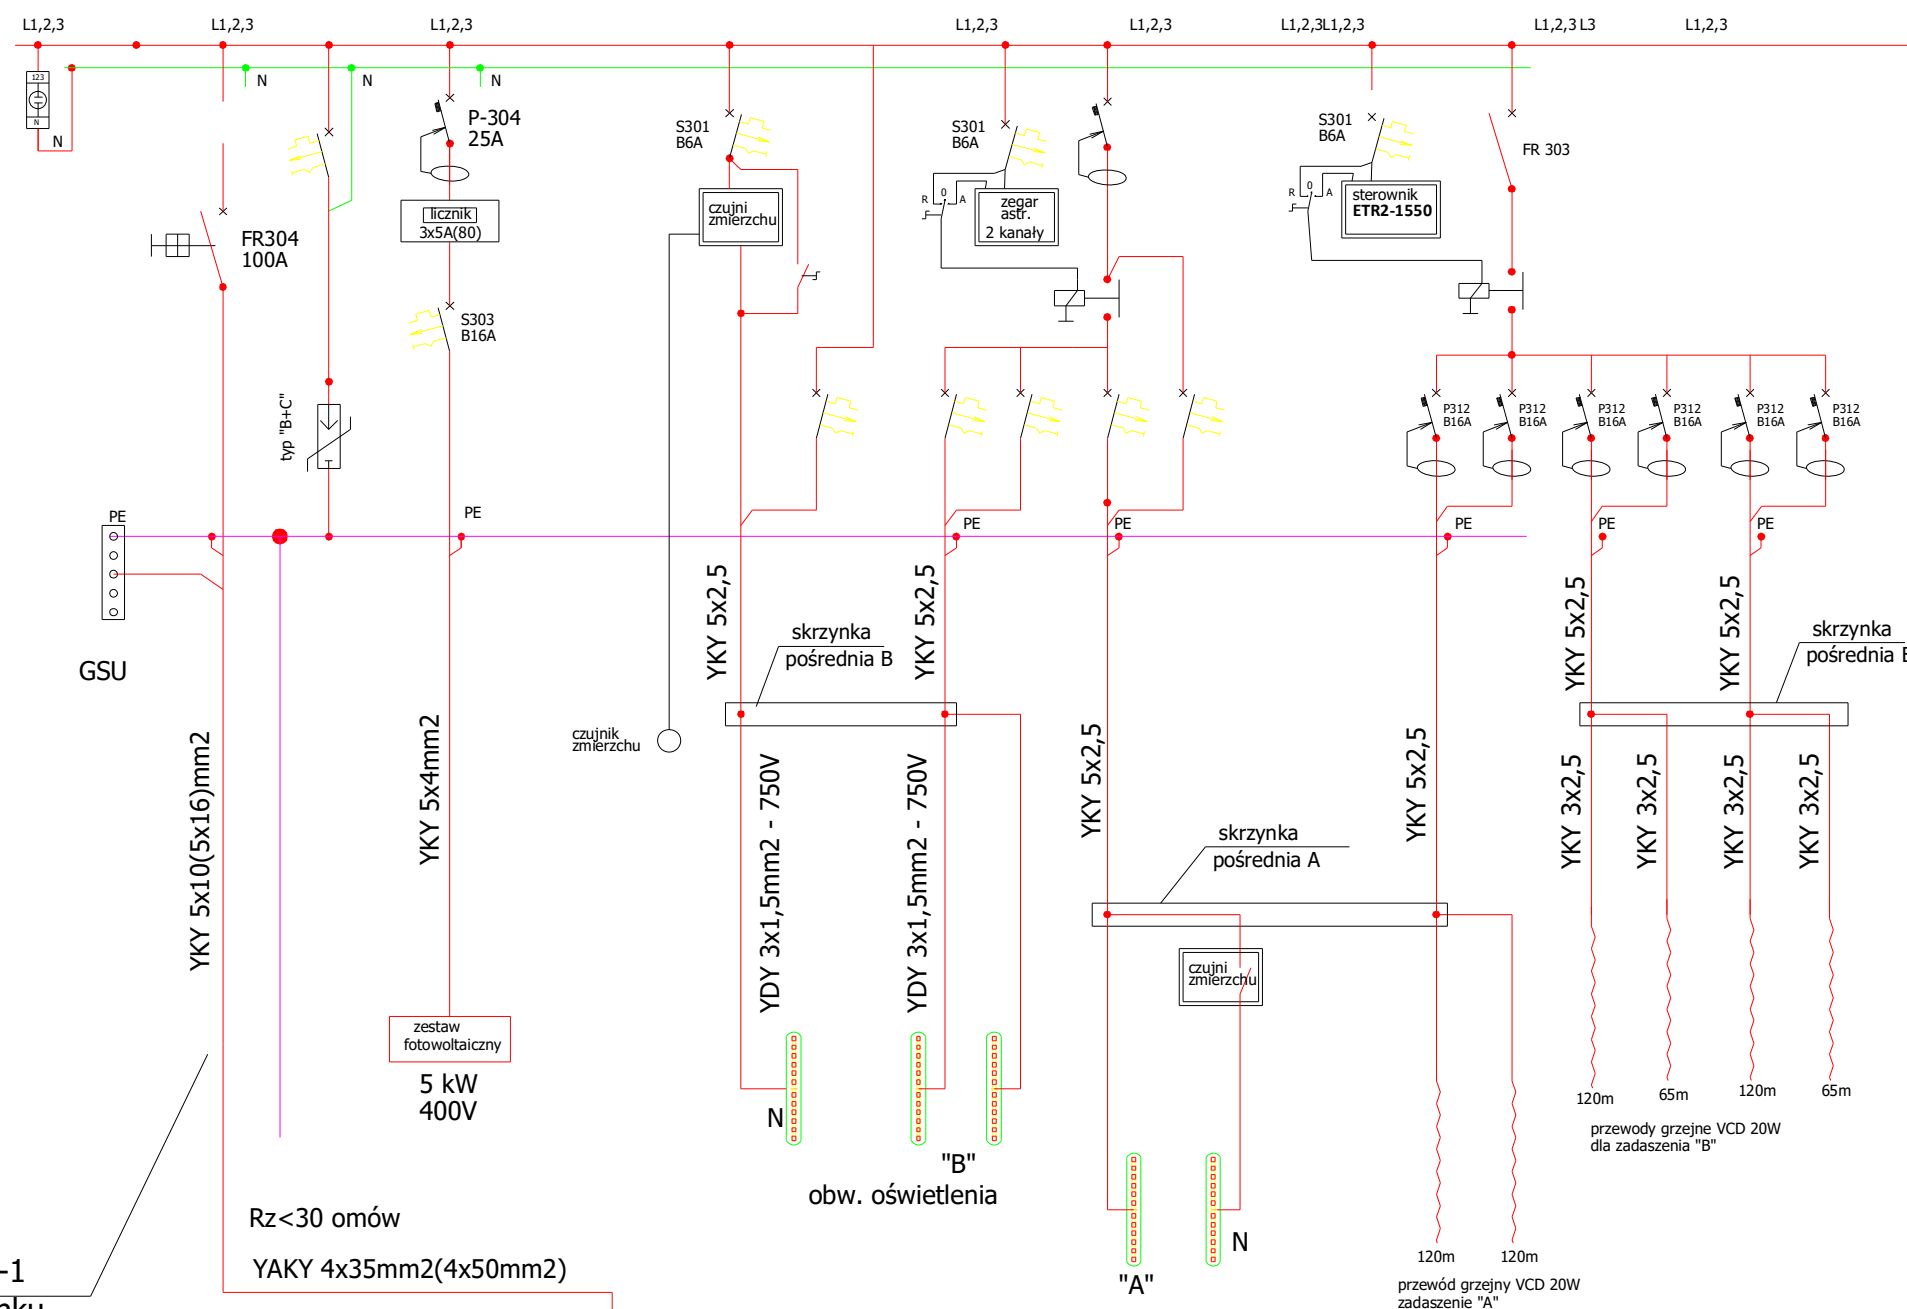 L1,2,3
L1,2,3
L1,2,3
L1,2,3
L1,2,3
L1,2,3L1,2,3
L1,2,3 L3
L1,2,3
123
N
N
N
N
N
P-304
25A
S301
B6A
S301
B6A
S301
B6A
FR 303
licznik
3x5A(80)
czujni
zmierzchu
R
0
A
zegar
astr.
2 kanały
R
0
A
sterownik
ETR2-1550
FR304
100A
S303
B16A
typ "B+C"
P312
B16A
P312
B16A
P312
B16A
P312
B16A
P312
B16A
P312
B16A
PE
PE
PE
PE
PE
PE
PE
GSU
YKY 5x10(5x16)mm2
YKY 5x4mm2
YKY 5x2,5
YKY 5x2,5
YKY 5x2,5
YKY 5x2,5
YKY 5x2,5
YKY 5x2,5
skrzynka
pośrednia B
skrzynka
pośrednia
czujnik
zmierzchu
YDY 3x1,5mm2 - 750V
YDY 3x1,5mm2 - 750V
YKY 3x2,5
YKY 3x2,5
YKY 3x2,5
YKY 3x2,5
skrzynka
pośrednia A
czujni
zmierzchu
zestaw
fotowoltaiczny
5 kW
400V
N
"B"
obw. oświetlenia
120m
65m
120m
65m
przewody grzejne VCD 20W
dla zadaszenia "B"
Rz<30 omów
YAKY 4x35mm2(4x50mm2)
N
"A"
120m
120m
przewód grzejny VCD 20W
zadaszenie "A"
-1